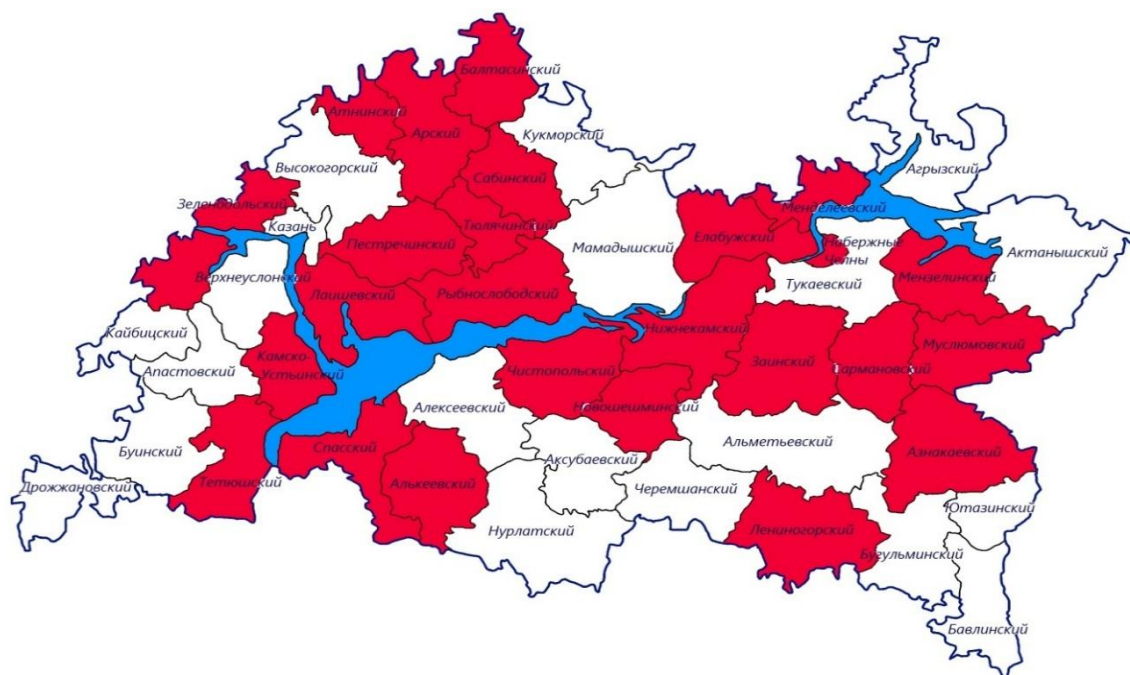 Балтасинский
Атнинский
Арский
Кукморский
Высокогорский
Сабинский
Агрызский
Зеленодольский
Казань
Тюлячинский
Менделеевский
Пестречинский
Мамадышский
Елабужский
Набержные
Челны
Актанышский
Верхнеуслонский
Лаишевский
Рыбнослободский
Тукаевский
Мензелинский
Кайбицский
Нижнекамский
Муслюмовский
Камско-
Устьинский
Апастовский
Чистопольский
Заинский
Сармановский
Алексеевский
Новошешминский
Буинский
Спасский
Альметьевский
Азнакаевский
Аксубаевский
Тетюшский
Дрожжановский
Алькеевский
Черемшанский
Ютазинский
Нурлатский
Лениногорский
Бугульминский
Бавлинский